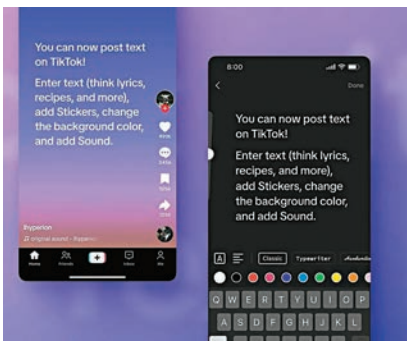 You can now post text
on TikTok!
Enter text (think lyrics,
recipes, and more),
add Stickers, change
the background color,
and add Sound.
lhyperion
original sound - lhyperion
Home
Friends
Inbox
Me
8:00
Done
You can now post text
on TikTok!
Enter text (think lyrics,
recipes, and more),
add Stickers, change
the background color,
and add Sound.
A
Classic
Typewriter
Q W E R T Y U I O P
A S D F G H J K L